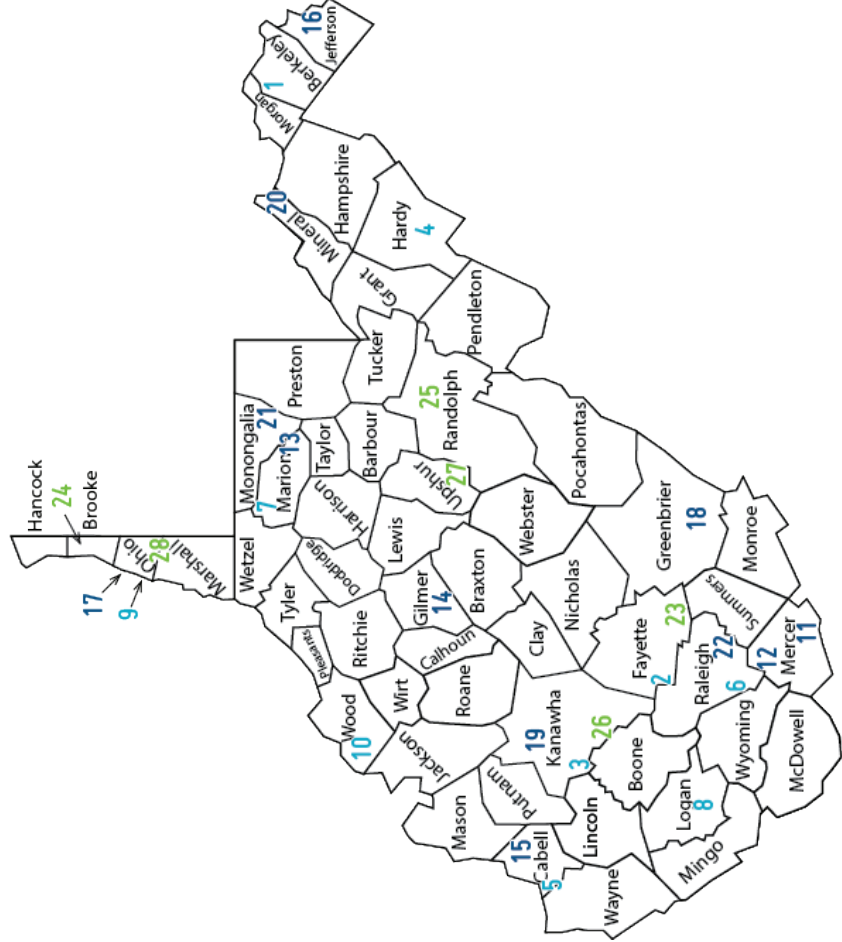 Hancock
24
Brooke
17
9
Ohio
28
Marshall
Wetzel
Monongalia
7
21
Marion
13
Preston
Morgan
1
Berkeley
16
Jefferson
20
Mineral
Hampshire
Tyler
Pleasants
Doddridge
Harrison
Taylor
Barbour
Tucker
Grant
Hardy
4
Wood
10
Ritchie
Wirt
Lewis
Upshur
27
25
Randolph
Pendleton
Gilmer
14
Calhoun
Jackson
Roane
Braxton
Webster
Pocahontas
Mason
Putnam
Clay
Nicholas
15
Cabell
5
19
Kanawha
3
26
Lincoln
Wayne
Boone
Fayette
2
23
Greenbrier
18
Logan
8
Raleigh
22
6
Summers
Monroe
Mingo
Wyoming
12
Mercer
11
McDowell